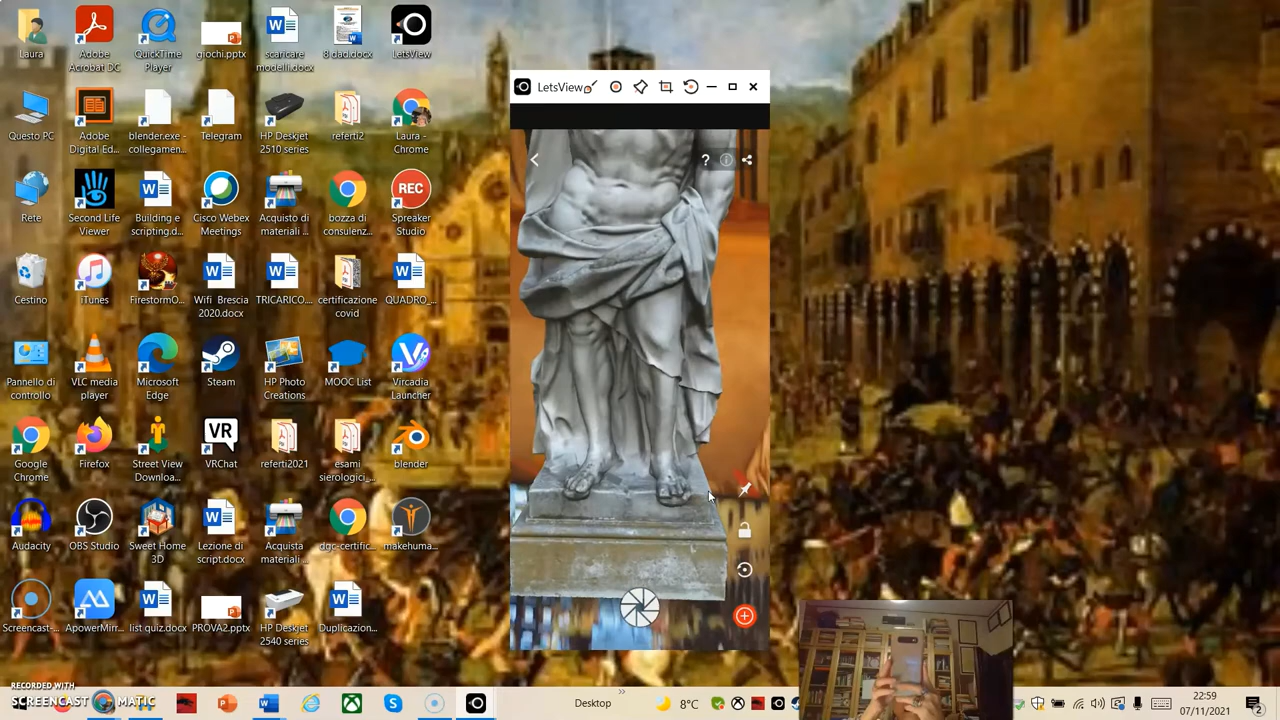 Laura
Adobe
Acrobat DC
QuickTime
Player
giochi.pptx
scaricare
modelli.docx
8.dad.docx
LetsView
LetsView
Questo PC
Adobe
Digital Ed...
blender.exe -
collegamen...
Telegram
HP Deskjet
2510 series
referti2
Laura -
Chrome
Rete
Second Life
Viewer
Building e
scripting.d...
Cisco Webex
Meetings
Acquisto di
materiali ...
bozza di
consulenz...
REC
Spreaker
Studio
Cestino
iTunes
FirestormO...
Wifi Brescia
2020.docx
TRICARICO....
certificazione
covid
QUADRO_...
Pannello di
controllo
VLC media
player
Microsoft
Edge
Steam
HP Photo
Creations
MOOC List
Vircadia
Launcher
Google
Chrome
Firefox
Street View
Downloa...
VR
VRChat
referti2021
esami
sierologici_...
blender
Audacity
OBS Studio
Sweet Home
3D
Lezione di
script.docx
Acquista
materiali ...
dgc-certific...
makehuma...
Screencast-...
ApowerMirr...
list quiz.docx
PROVA2.pptx
HP Deskjet
2540 series
Duplicazion...
RECORDED WITH
SCREENCAST MATIC
Desktop
8°C
22:59
07/11/2021
2